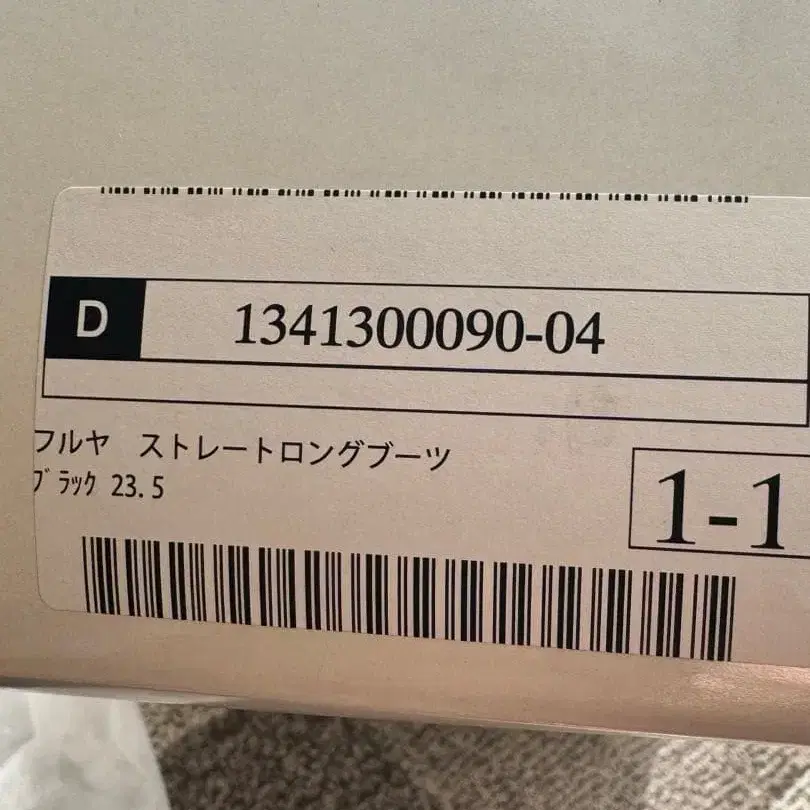 D 1341300090-04
フルヤ ストレートロングブーツ
ﾌﾞﾗｯｸ 23.5
1-1